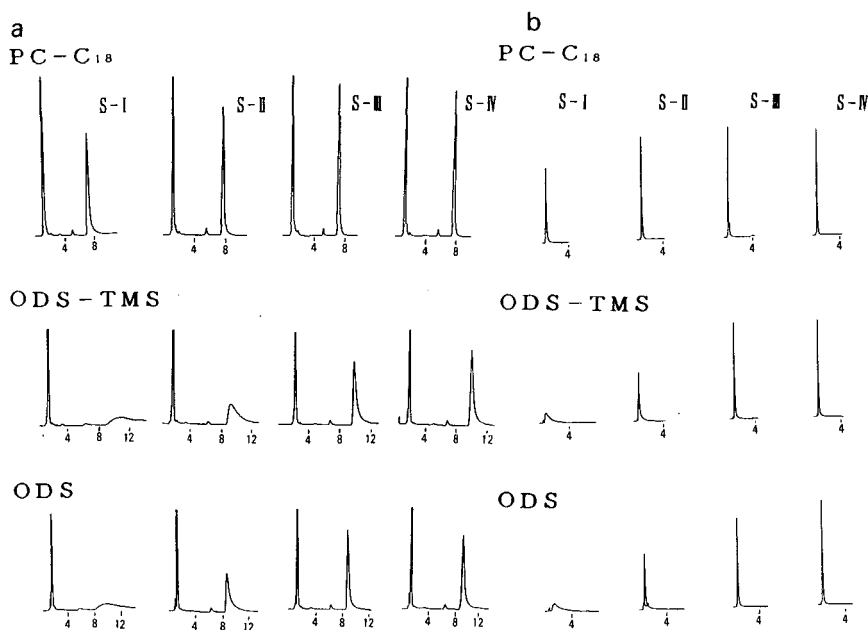 a b
PC-C₁₈ PC-C₁₈
S-I S-II S-III S-IV S-I S-II S-III S-IV
4 8 4 8 4 8 4 8 4 4 4 4
ODS-TMS ODS-TMS
4 8 12 4 8 12 4 8 12 4 8 12 4 4 4 4
ODS ODS
4 8 12 4 8 12 4 8 12 4 8 12 4 4 4 4